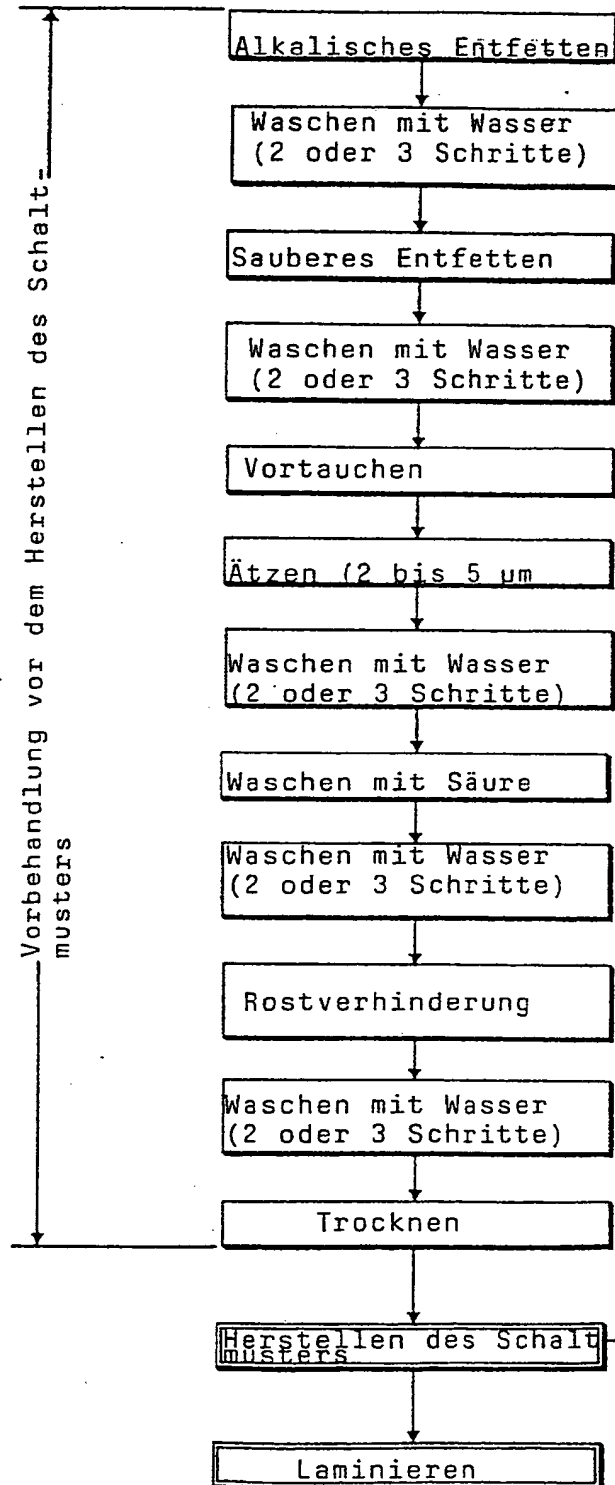 Alkalisches Entfetten
Waschen mit Wasser
(2 oder 3 Schritte)
Sauberes Entfetten
Waschen mit Wasser
(2 oder 3 Schritte)
Vortauchen
Ätzen (2 bis 5 µm
Waschen mit Wasser
(2 oder 3 Schritte)
Waschen mit Säure
Waschen mit Wasser
(2 oder 3 Schritte)
Rostverhinderung
Waschen mit Wasser
(2 oder 3 Schritte)
Trocknen
Herstellen des Schalt
musters
Laminieren
Vorbehandlung vor dem Herstellen des Schalt-
musters